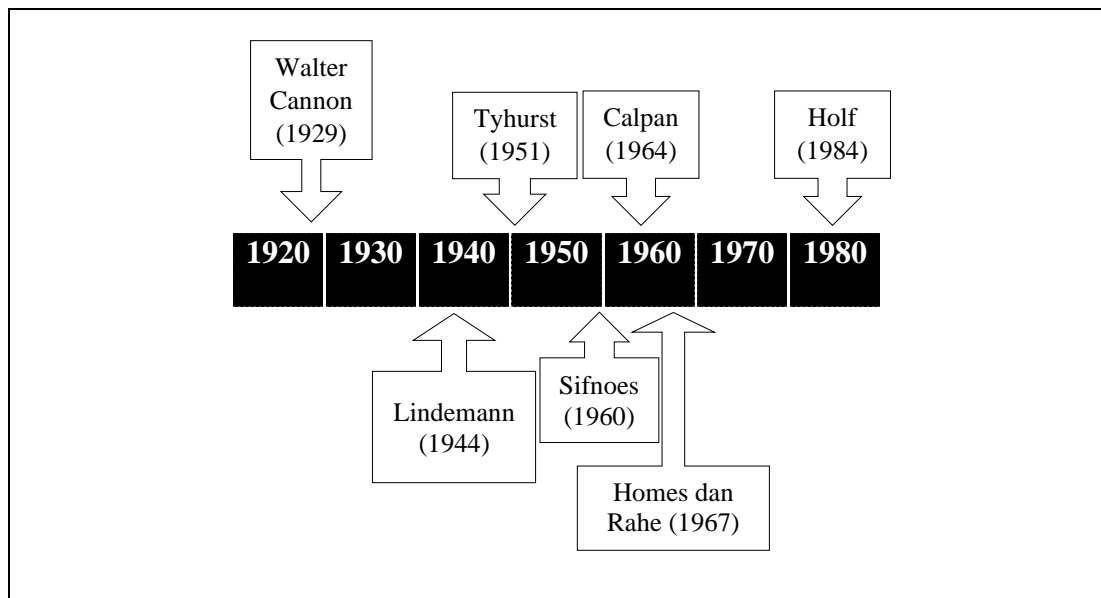 Walter
Cannon
(1929)
Tyhurst
(1951)
Calpan
(1964)
Holf
(1984)
1920 1930 1940 1950 1960 1970 1980
Lindemann
(1944)
Sifnoes
(1960)
Homes dan
Rahe (1967)